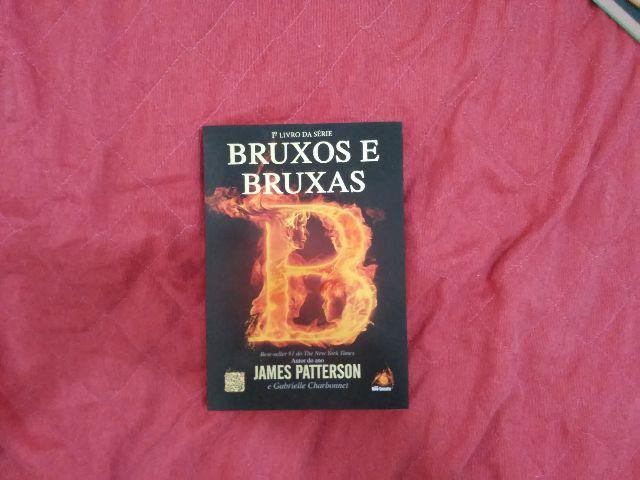 1º LIVRO DA SÉRIE
BRUXOS E
BRUXAS
B
Best-seller #1 do The New York Times
Autor do ano
JAMES PATTERSON
e Gabrielle Charbonnet